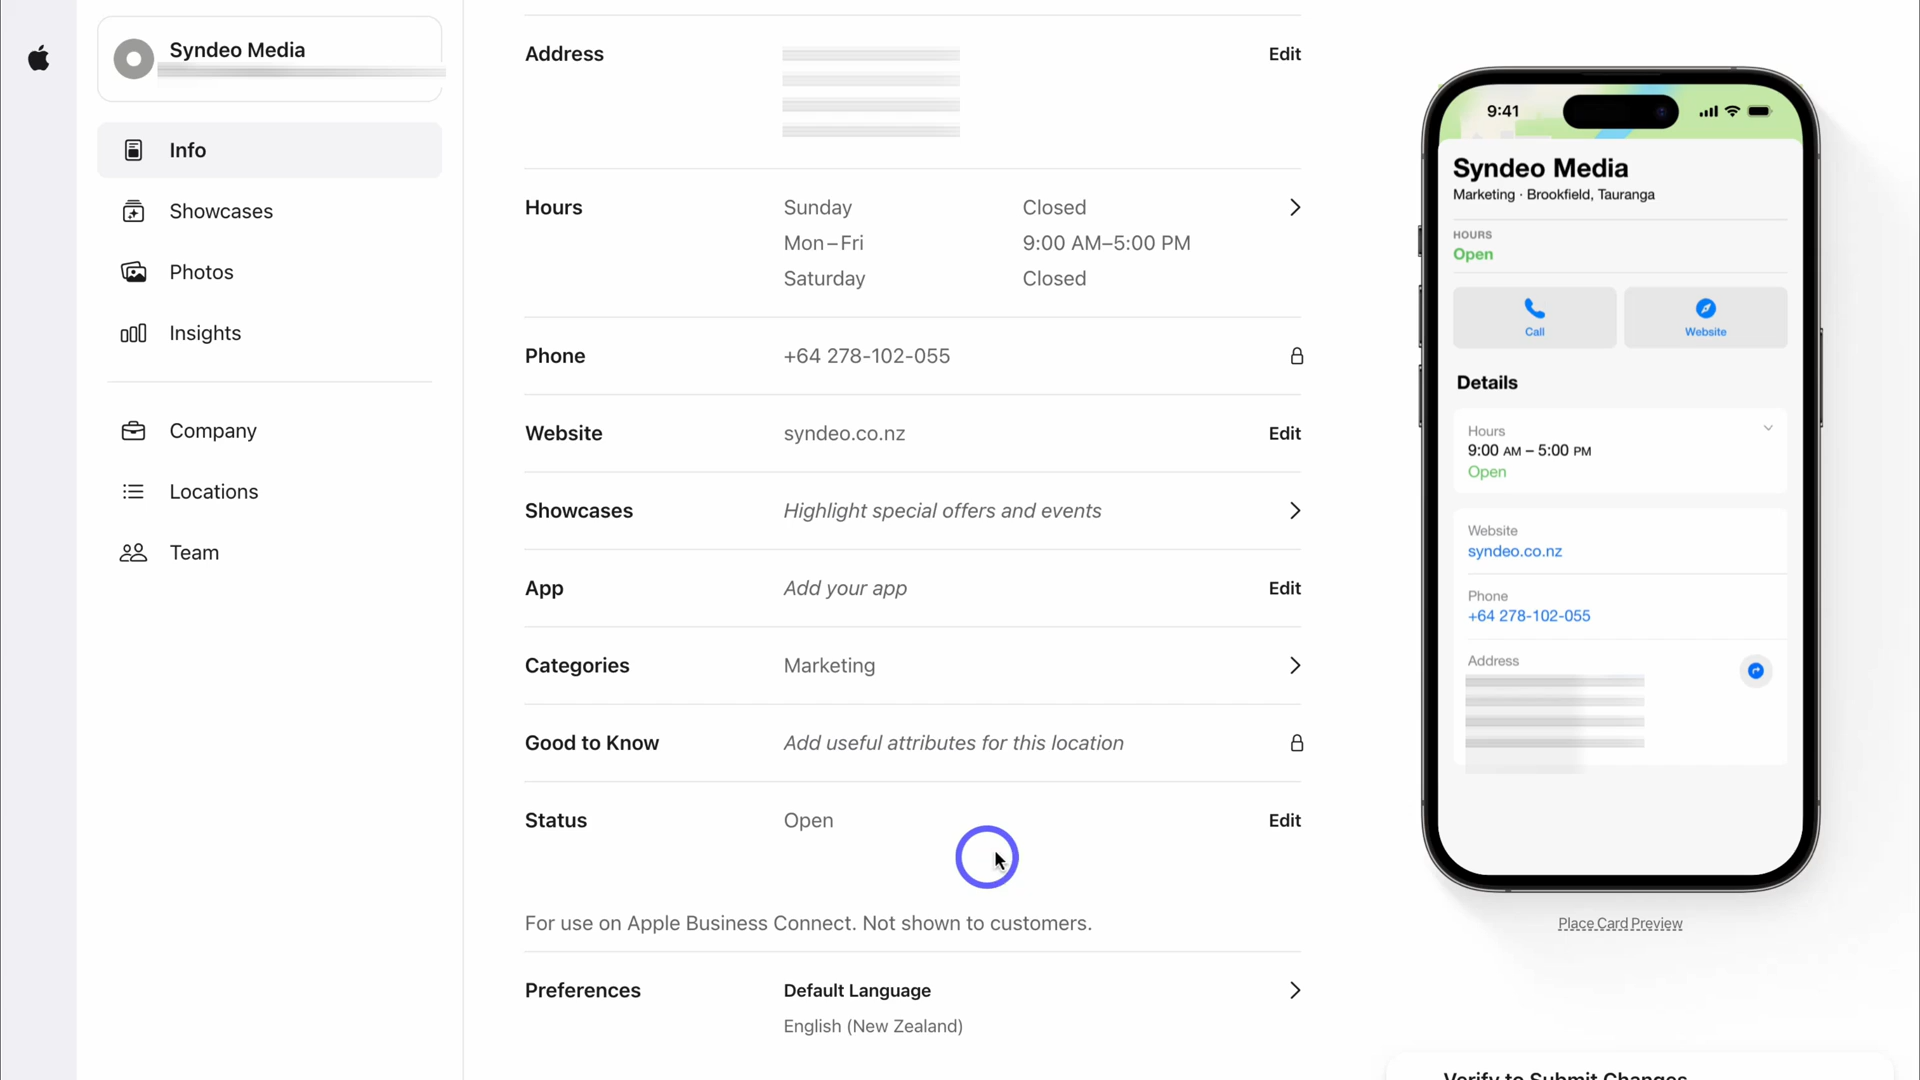 Syndeo Media
Info
Showcases
Photos
Insights
Company
Locations
Team
Address
Edit
Hours
Sunday Closed
Mon – Fri 9:00 AM–5:00 PM
Saturday Closed
Phone +64 278-102-055
Website syndeo.co.nz Edit
Showcases Highlight special offers and events
App Add your app Edit
Categories Marketing
Good to Know Add useful attributes for this location
Status Open Edit
For use on Apple Business Connect. Not shown to customers.
Preferences Default Language
English (New Zealand)
9:41
Syndeo Media
Marketing · Brookfield, Tauranga
HOURS
Open
Call Website
Details
Hours
9:00 AM – 5:00 PM
Open
Website
syndeo.co.nz
Phone
+64 278-102-055
Address
Place Card Preview
Verify to Submit Changes